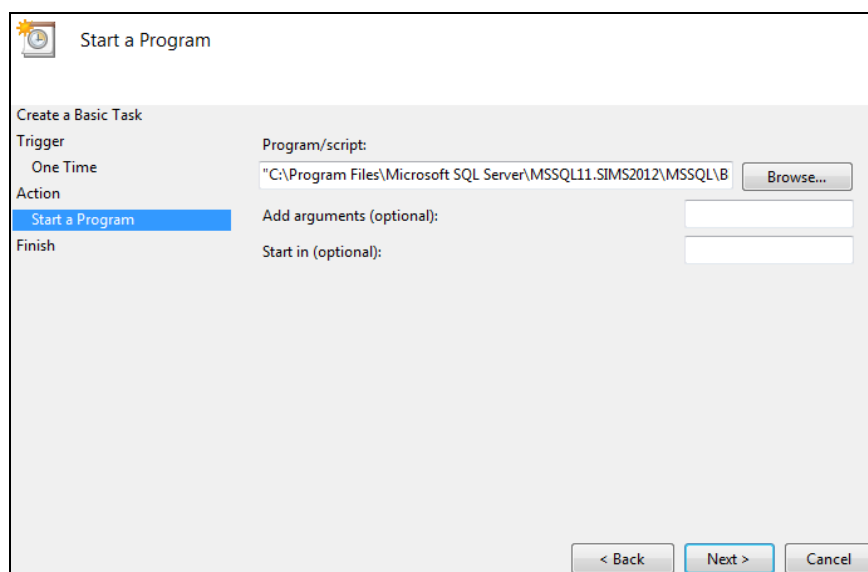 Start a Program
Create a Basic Task
Trigger
One Time
Action
Start a Program
Finish
Program/script:
"C:\Program Files\Microsoft SQL Server\MSSQL11.SIMS2012\MSSQL\B
Browse...
Add arguments (optional):
Start in (optional):
< Back
Next >
Cancel